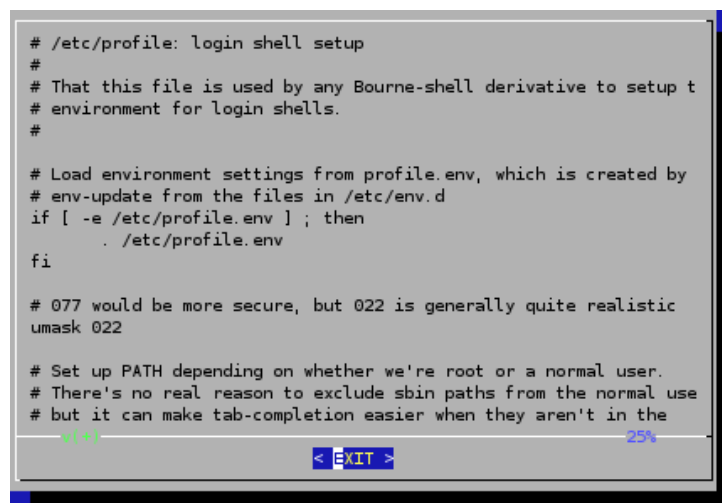 # /etc/profile: login shell setup
#
# That this file is used by any Bourne-shell derivative to setup t
# environment for login shells.
#
# Load environment settings from profile.env, which is created by
# env-update from the files in /etc/env.d
if [ -e /etc/profile.env ] ; then
. /etc/profile.env
fi
# 077 would be more secure, but 022 is generally quite realistic
umask 022
# Set up PATH depending on whether we're root or a normal user.
# There's no real reason to exclude sbin paths from the normal use
# but it can make tab-completion easier when they aren't in the
v(+) 25%
< EXIT >